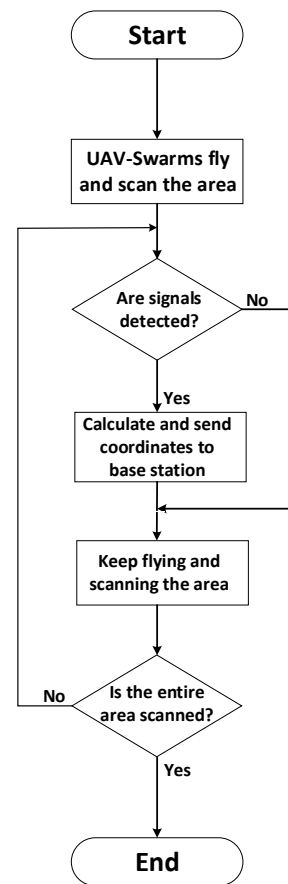 Start
UAV-Swarms fly
and scan the area
Are signals
detected?
No
Yes
Calculate and send
coordinates to
base station
Keep flying and
scanning the area
Is the entire
area scanned?
No
Yes
End